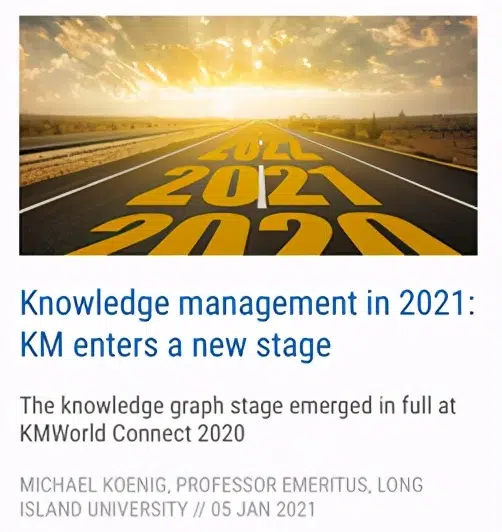 2022
2021
2020
Knowledge management in 2021:
KM enters a new stage
The knowledge graph stage emerged in full at
KMWorld Connect 2020
MICHAEL KOENIG, PROFESSOR EMERITUS, LONG
ISLAND UNIVERSITY // 05 JAN 2021